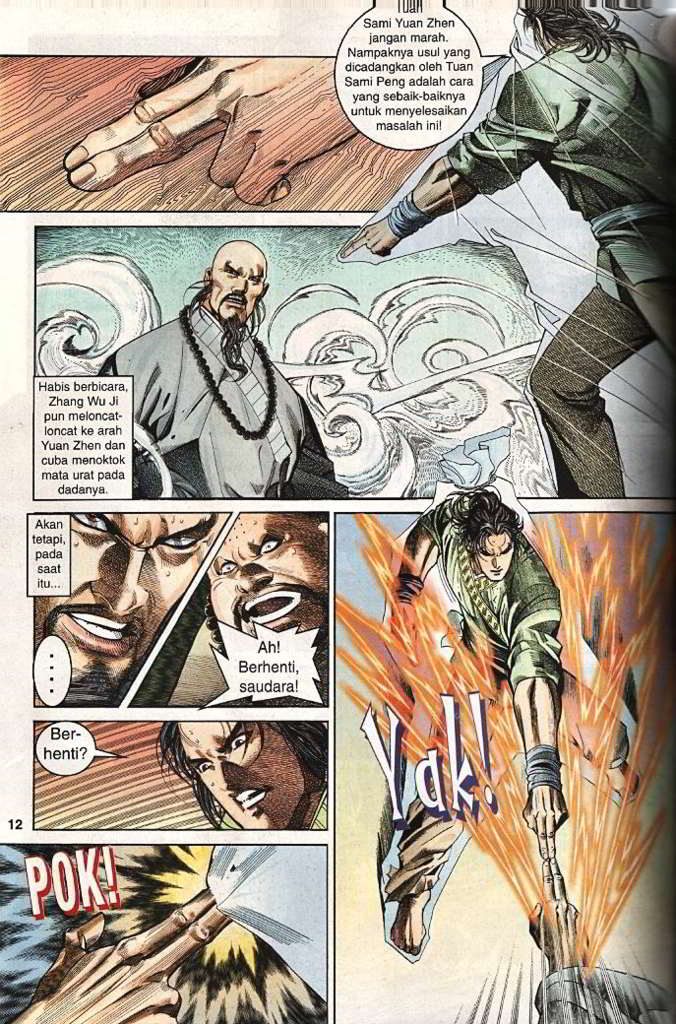 Tuan
Sami Yuan Zhen
jangan marah.
Nampaknya usul yang
dicadangkan oleh Tuan
Sami Peng adalah cara
yang sebaik-baiknya
untuk menyelesaikan
masalah ini!
Habis berbicara,
Zhang Wu Ji
pun meloncat-
loncat ke arah
Yuan Zhen dan
cuba menoktok
mata urat pada
dadanya.
Akan
tetapi,
pada
saat
itu...
....
Ah!
Berhenti,
saudara!
Ber-
henti?
Yak!
12
POK!